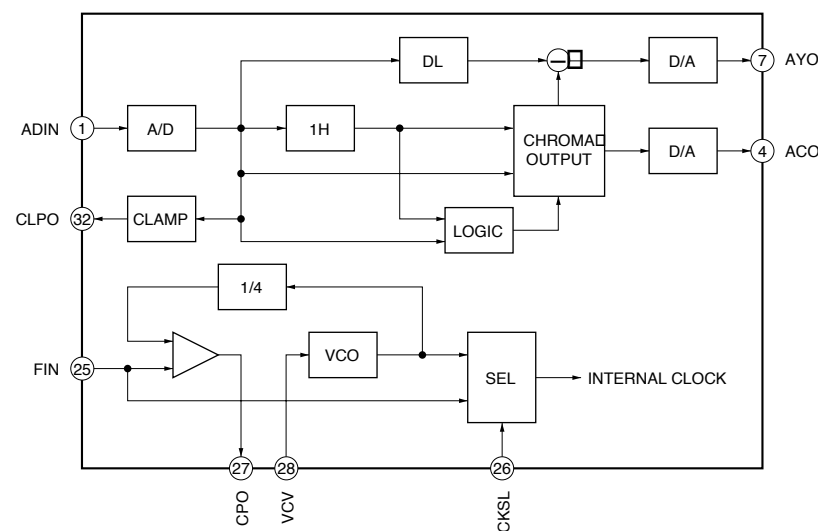 DL
D/A
7
AYO
ADIN
1
A/D
1H
CHROMA
OUTPUT
D/A
4
ACO
CLPO
32
CLAMP
LOGIC
1/4
FIN
25
VCO
SEL
INTERNAL CLOCK
27
28
26
CPO
VCV
CKSL